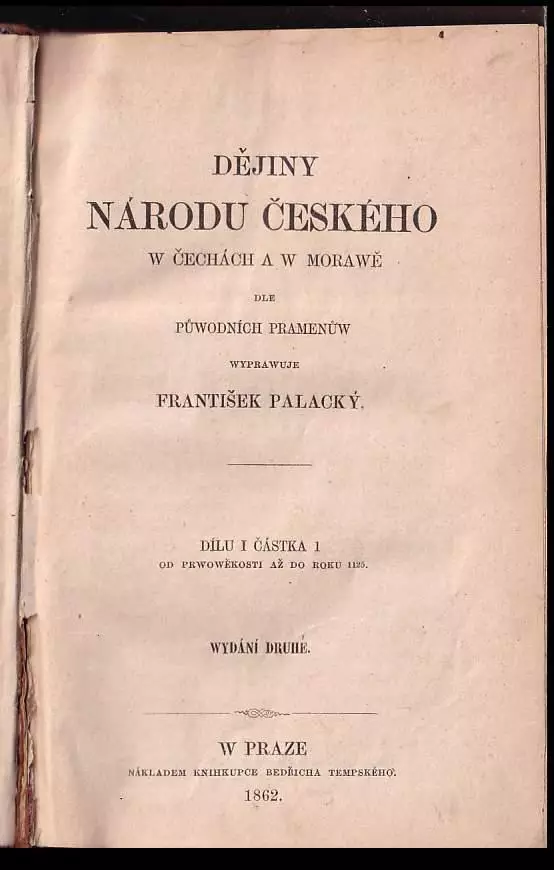 DĚJINY
NÁRODU ČESKÉHO
W ČECHÁCH A W MORAWĚ
DLE
PŮWODNÍCH PRAMENŮW
WYPRAWUJE
FRANTIŠEK PALACKÝ.
DÍLU I ČÁSTKA 1
OD PRWOWĚKOSTI AŽ DO ROKU 1125.
WYDÁNÍ DRUHÉ.
W PRAZE
NÁKLADEM KNIHKUPCE BEDŘICHA TEMPSKÉHO.
1862.